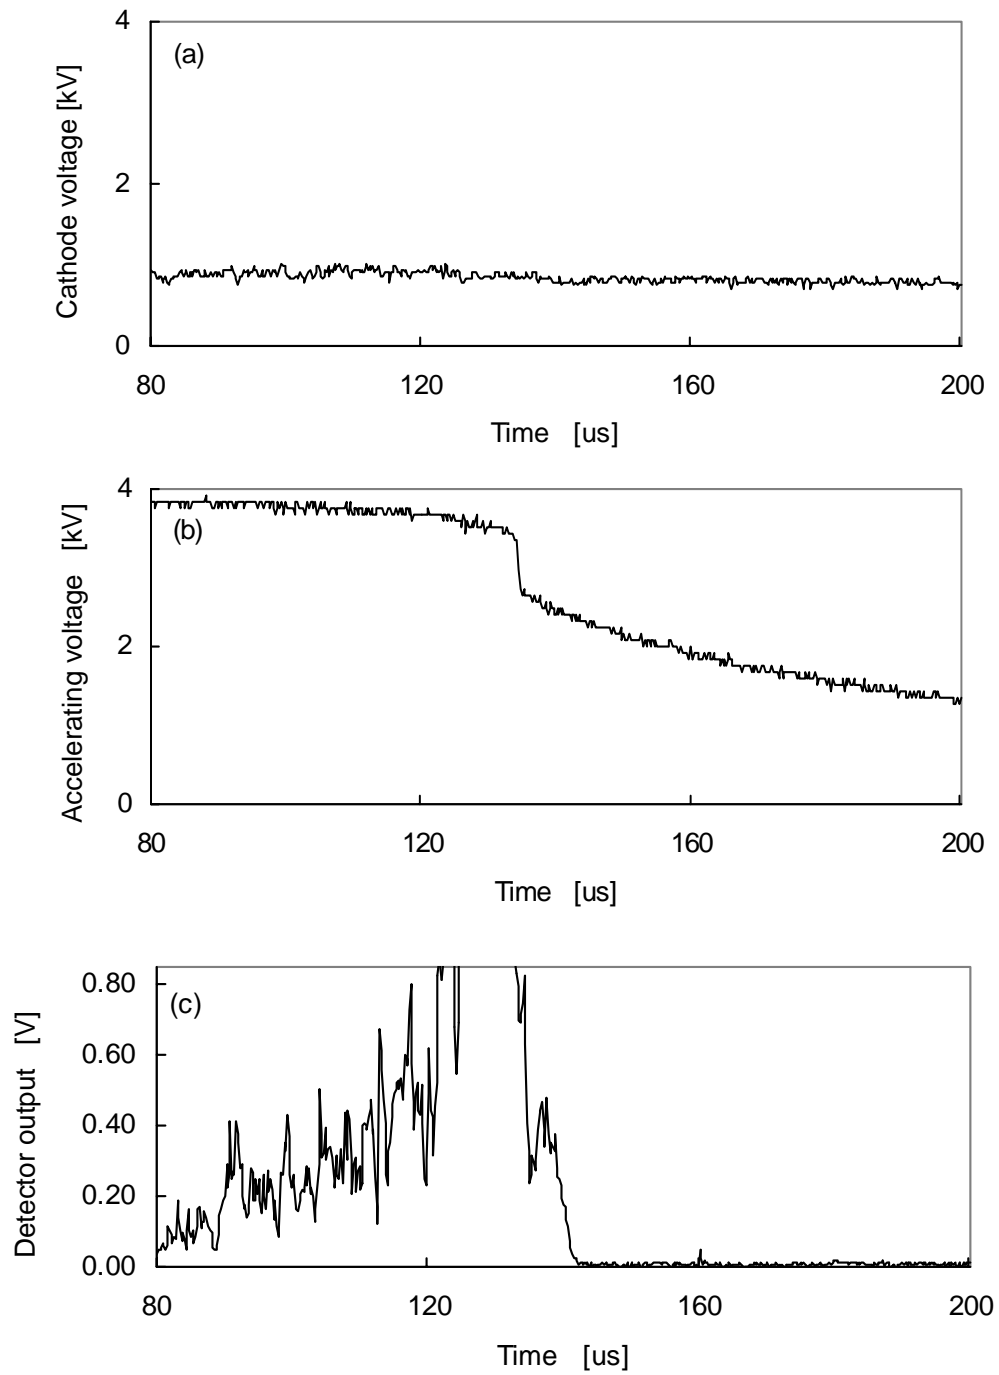 4
(a)
Cathode voltage [kV]
2
0
80 120 160 200
Time [us]
4
(b)
Accelerating voltage [kV]
2
0
80 120 160 200
Time [us]
0.80
(c)
0.60
Detector output [V]
0.40
0.20
0.00
80 120 160 200
Time [us]